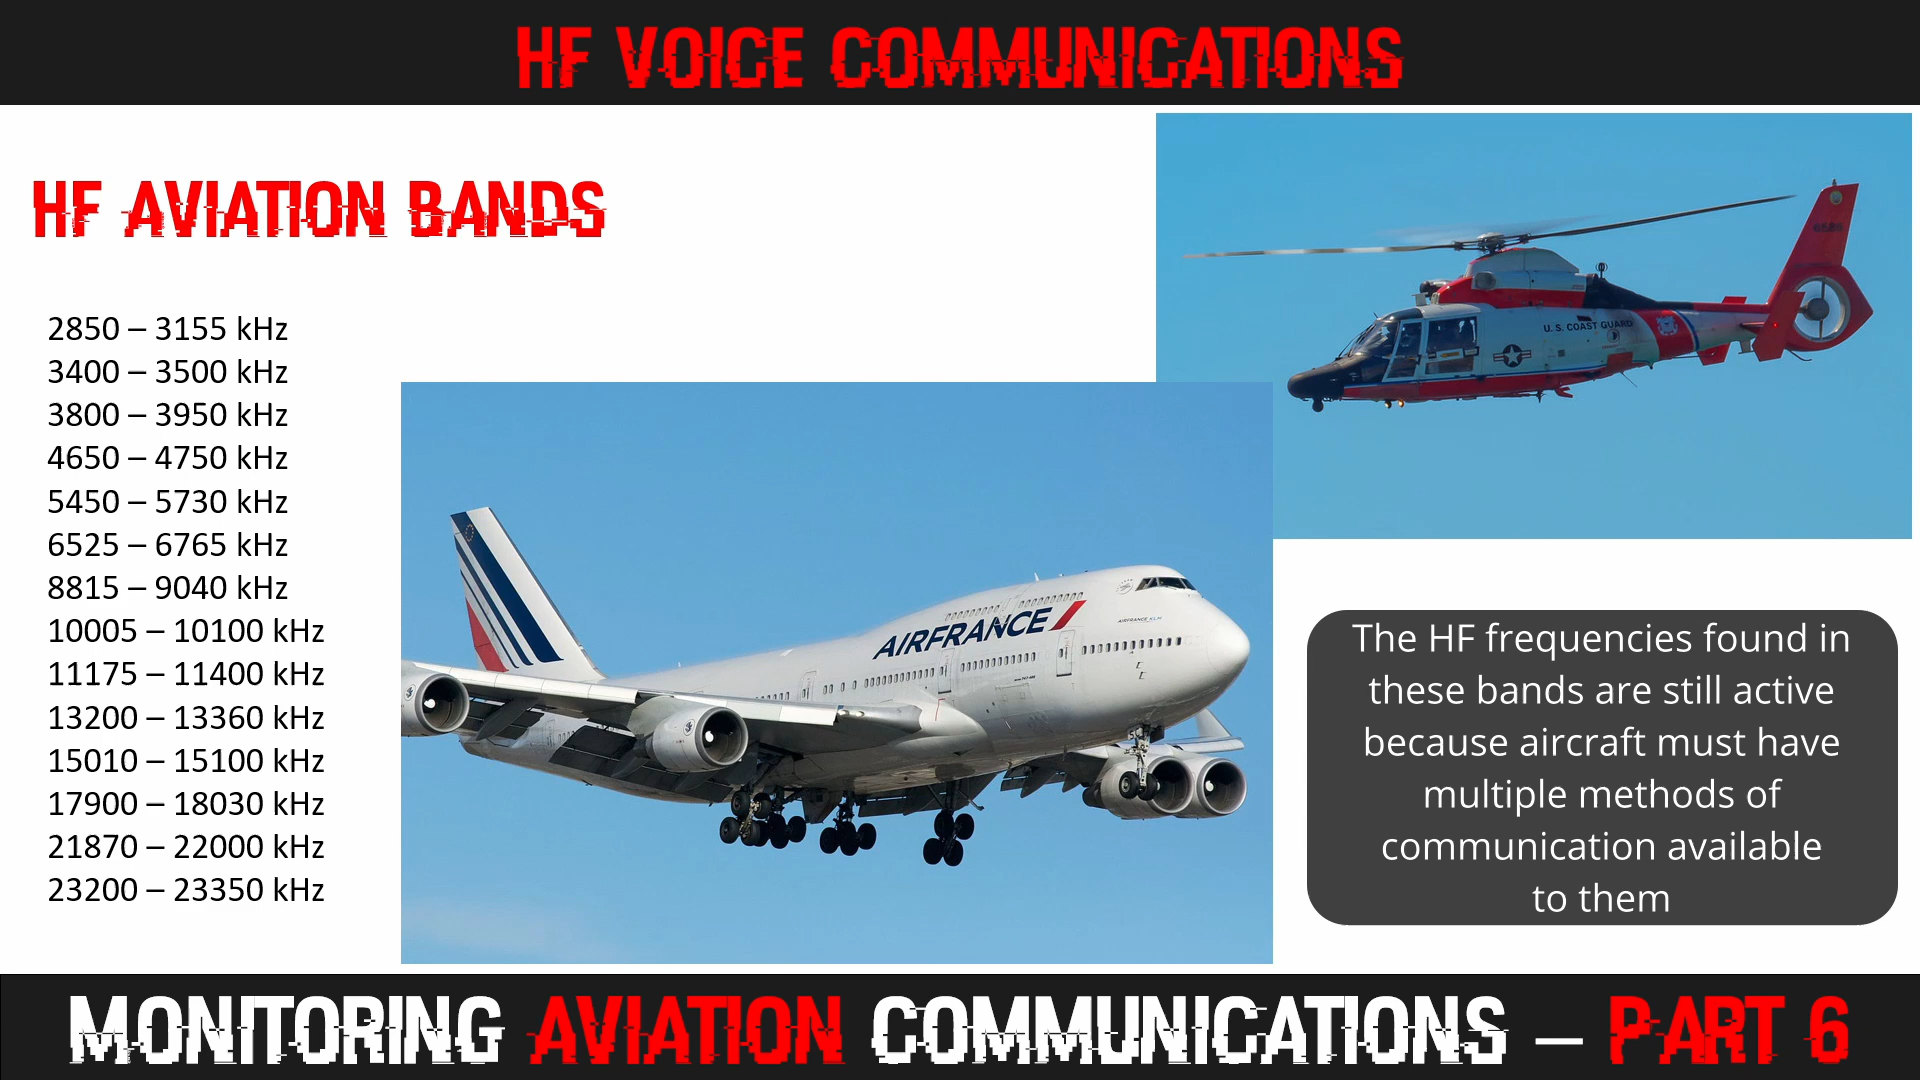 HF VOICE COMMUNICATIONS
HF AVIATION BANDS
2850 – 3155 kHz
3400 – 3500 kHz
3800 – 3950 kHz
4650 – 4750 kHz
5450 – 5730 kHz
6525 – 6765 kHz
8815 – 9040 kHz
10005 – 10100 kHz
11175 – 11400 kHz
13200 – 13360 kHz
15010 – 15100 kHz
17900 – 18030 kHz
21870 – 22000 kHz
23200 – 23350 kHz
U.S. COAST GUARD
AIRFRANCE
AIRFRANCE KLM
The HF frequencies found in
these bands are still active
because aircraft must have
multiple methods of
communication available
to them
MONITORING AVIATION COMMUNICATIONS – PART 6